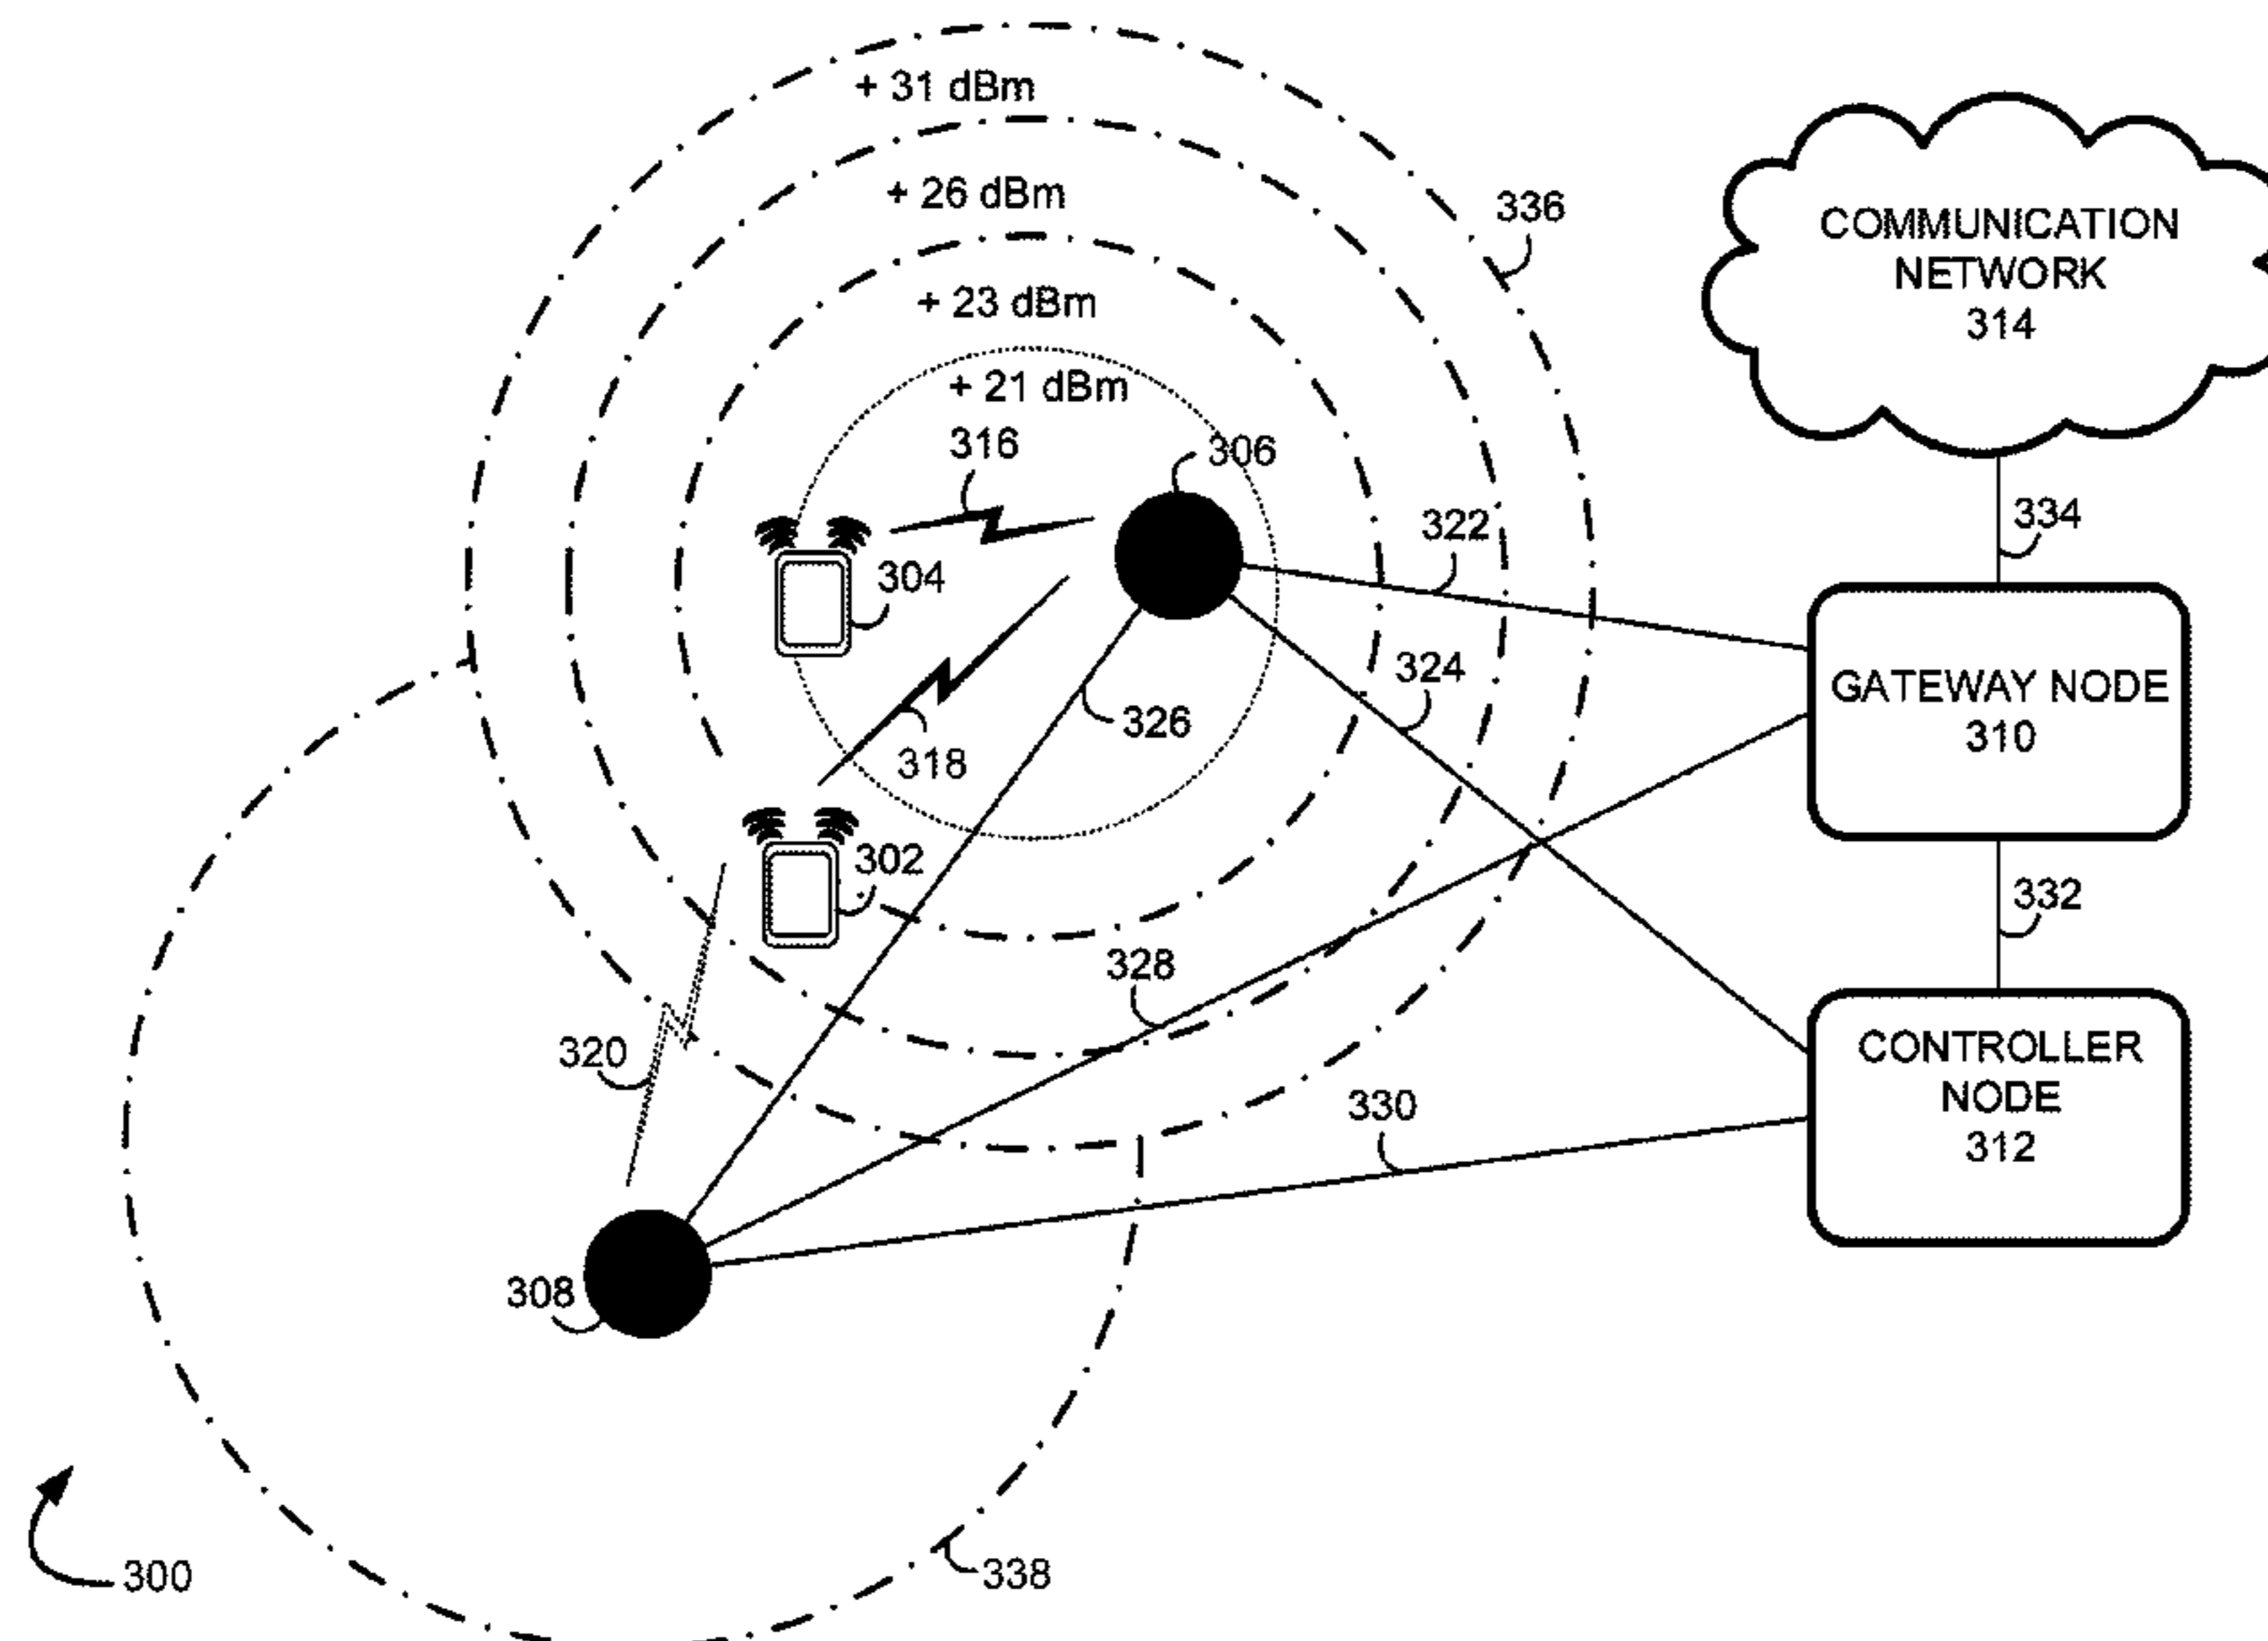 + 31 dBm
+ 26 dBm
336
COMMUNICATION
NETWORK
314
+ 23 dBm
+ 21 dBm
316
306
322
334
304
324
GATEWAY NODE
310
326
318
302
332
328
320
CONTROLLER
NODE
312
330
308
300
338